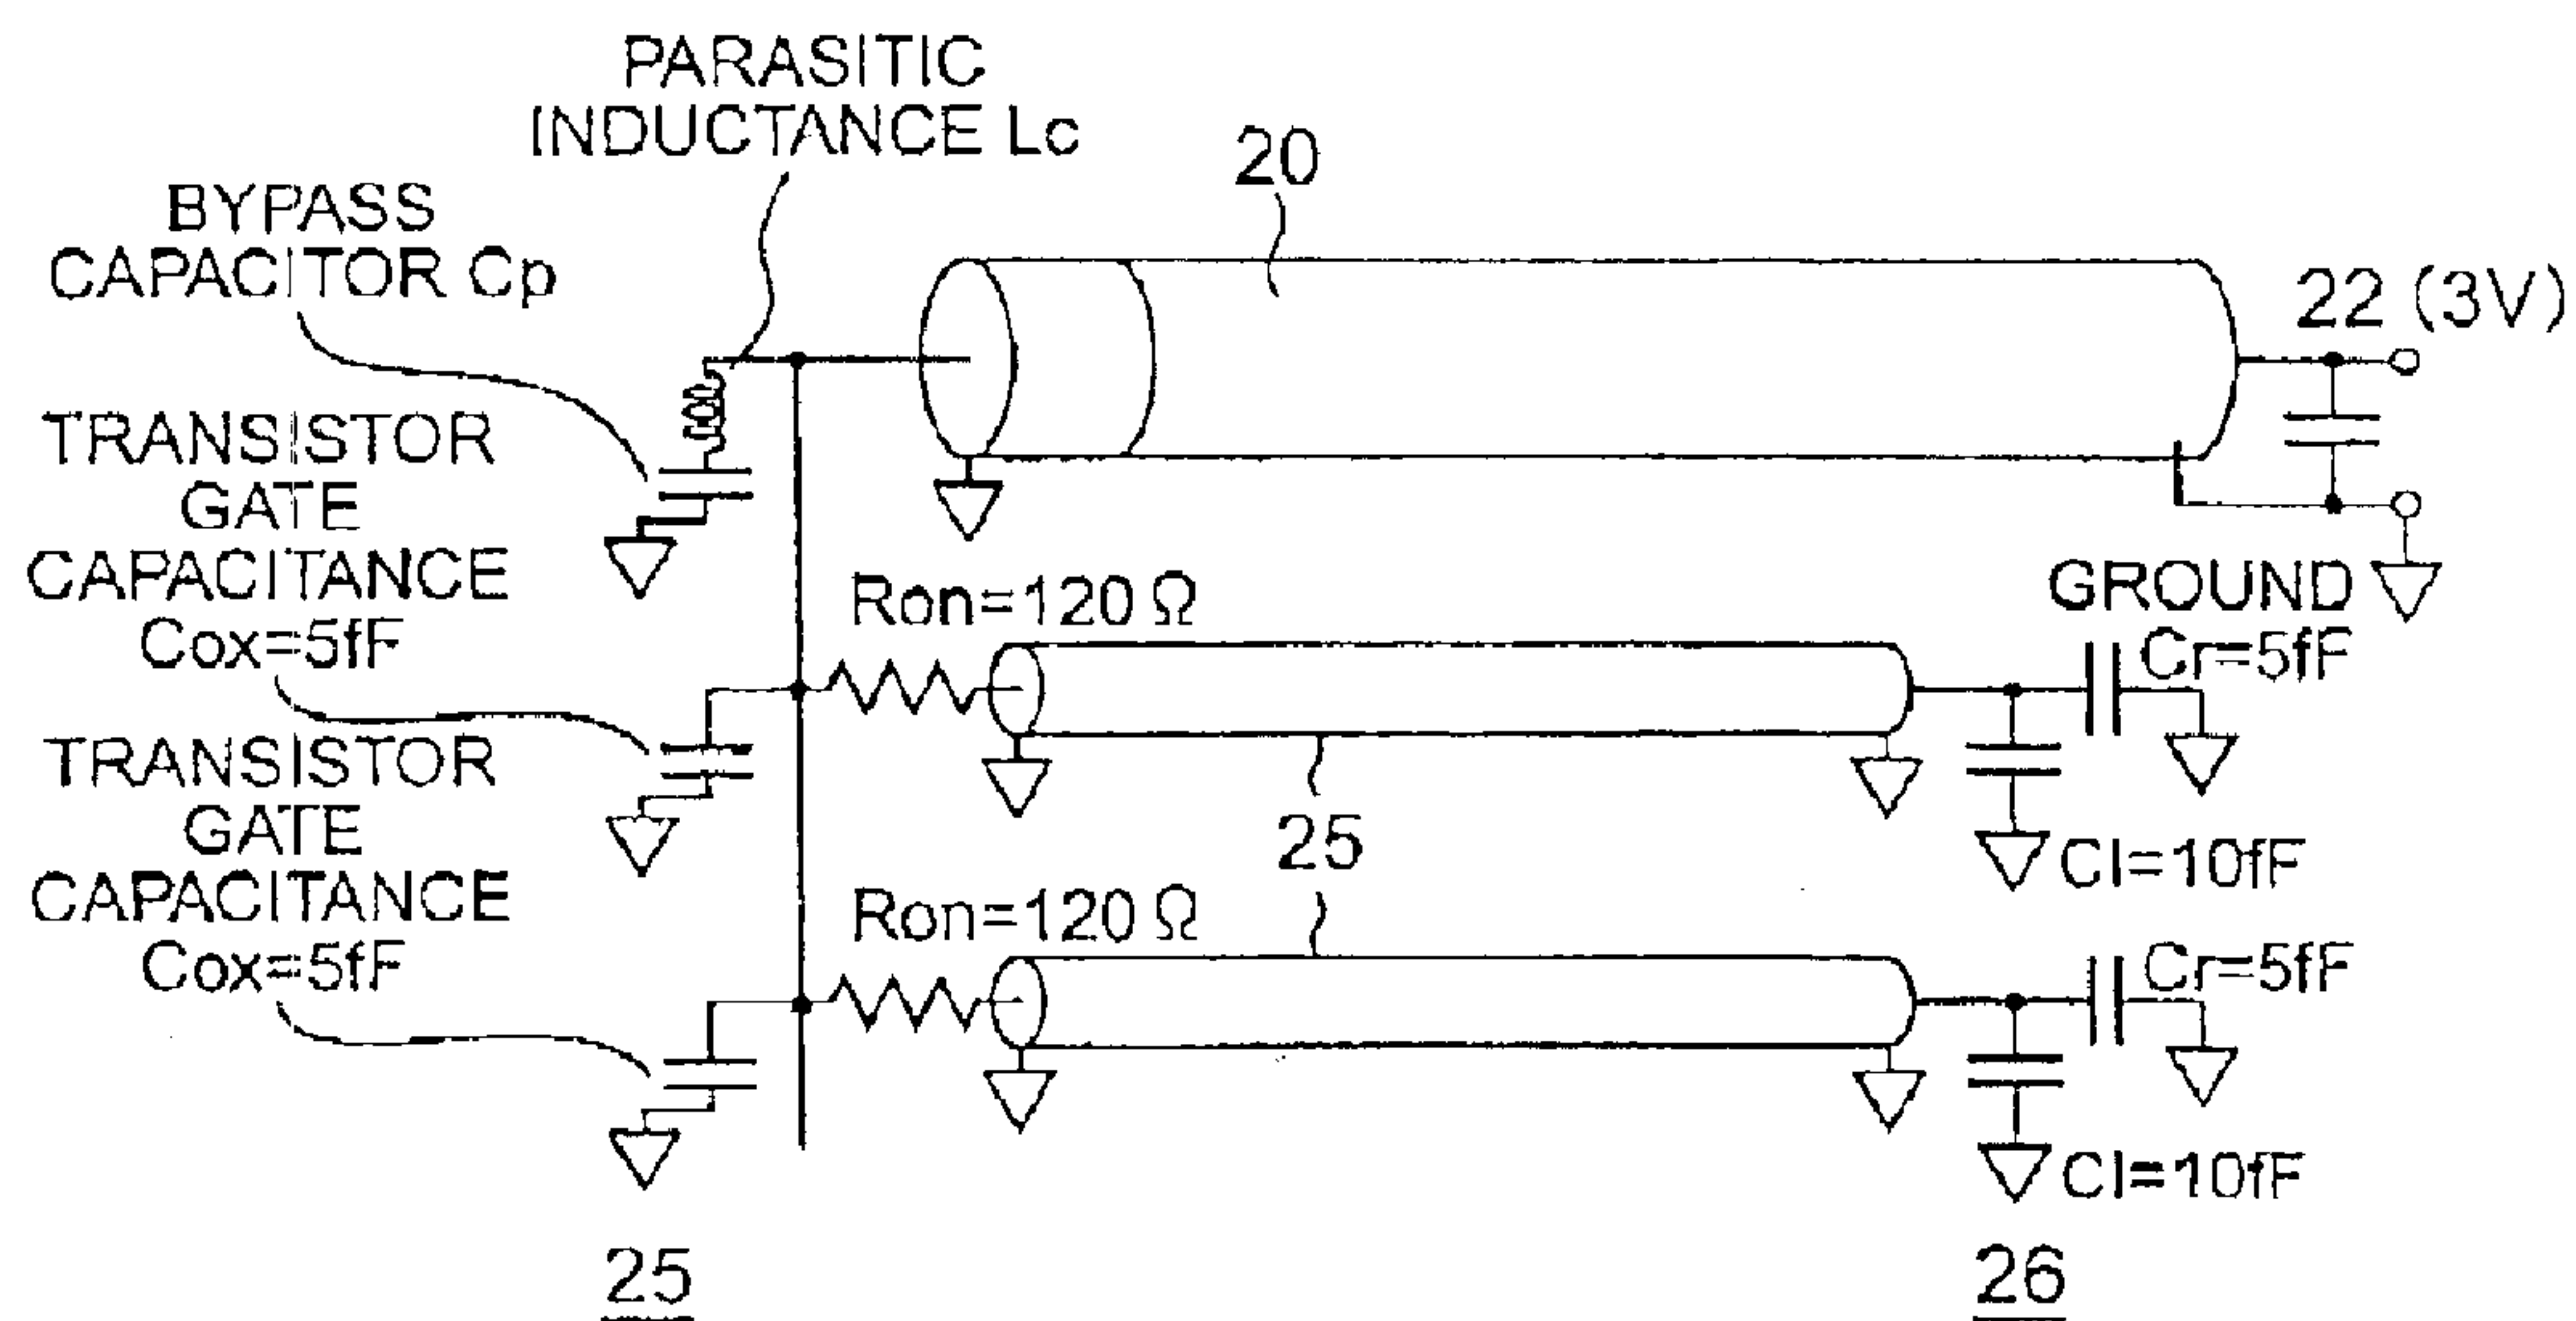 PARASITIC
INDUCTANCE Lc
20
BYPASS
CAPACITOR Cp
22 (3V)
TRANSISTOR
GATE
CAPACITANCE
Cox=5fF
Ron=120 Ω
GROUND
Cr=5fF
TRANSISTOR
GATE
CAPACITANCE
Cox=5fF
25
Cl=10fF
Ron=120 Ω
Cr=5fF
Cl=10fF
25
26